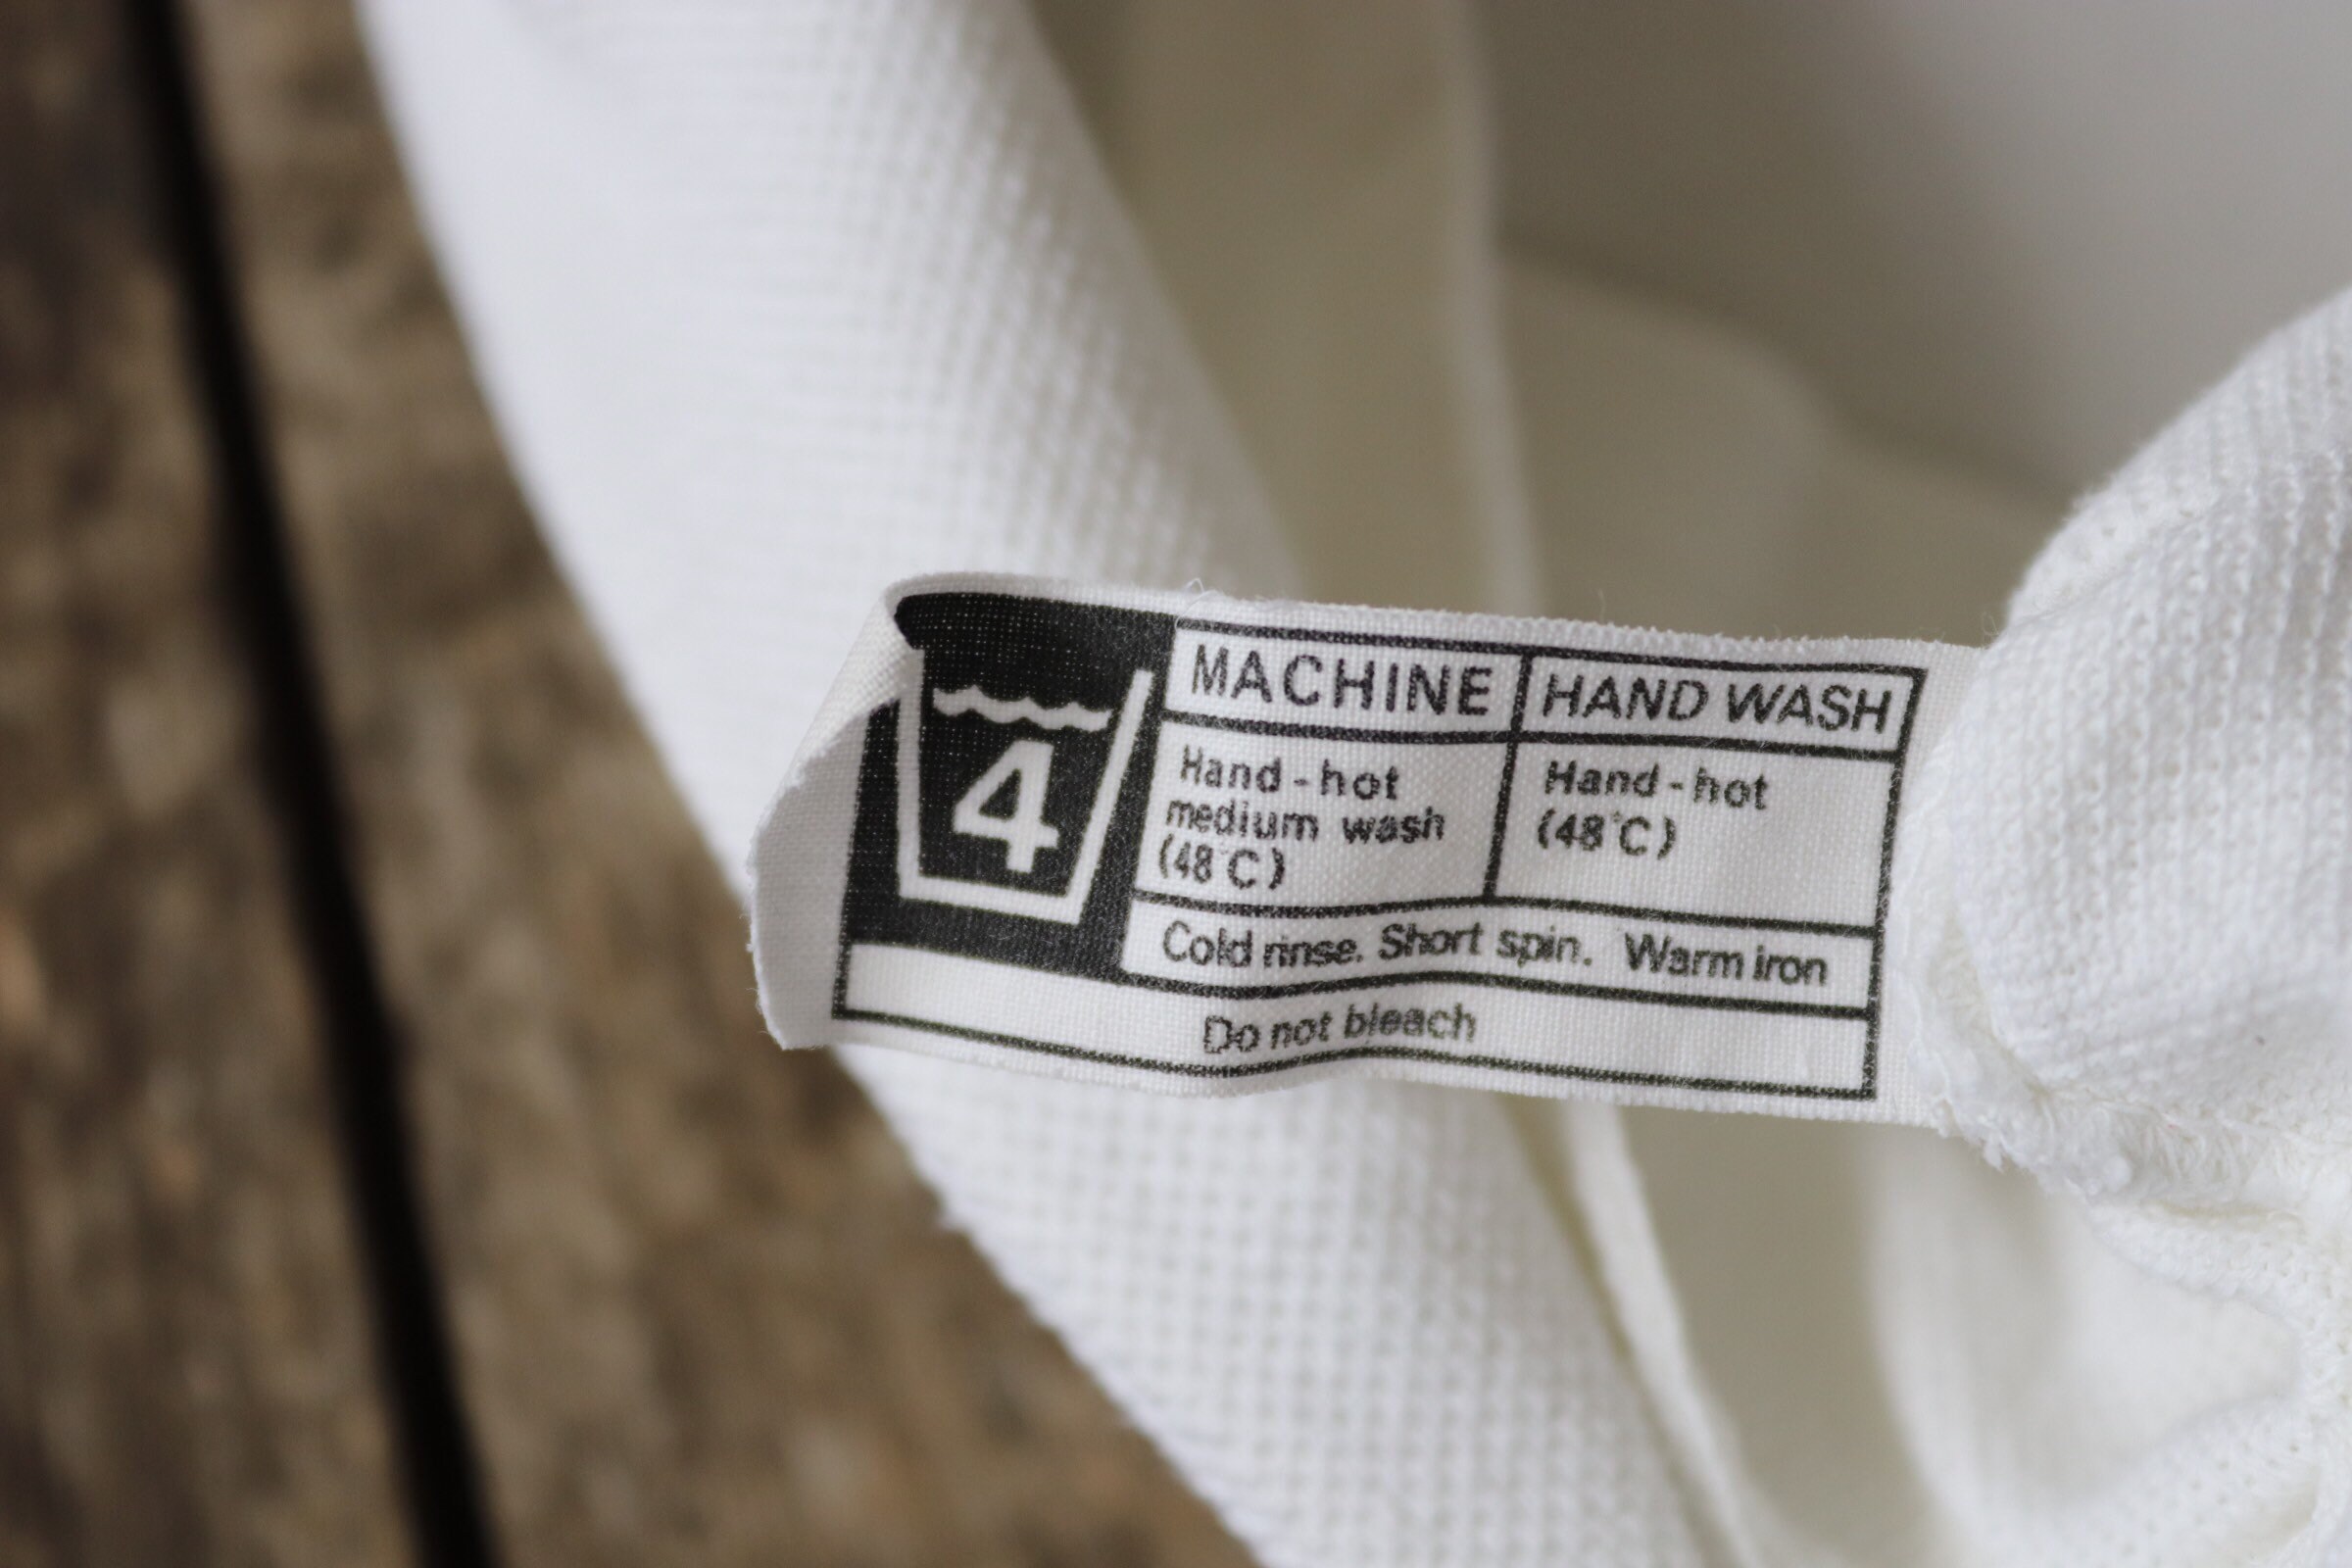 4
MACHINE
HAND WASH
Hand-hot
medium wash
(48°C)
Hand-hot
(48°C)
Cold rinse. Short spin. Warm iron
Do not bleach